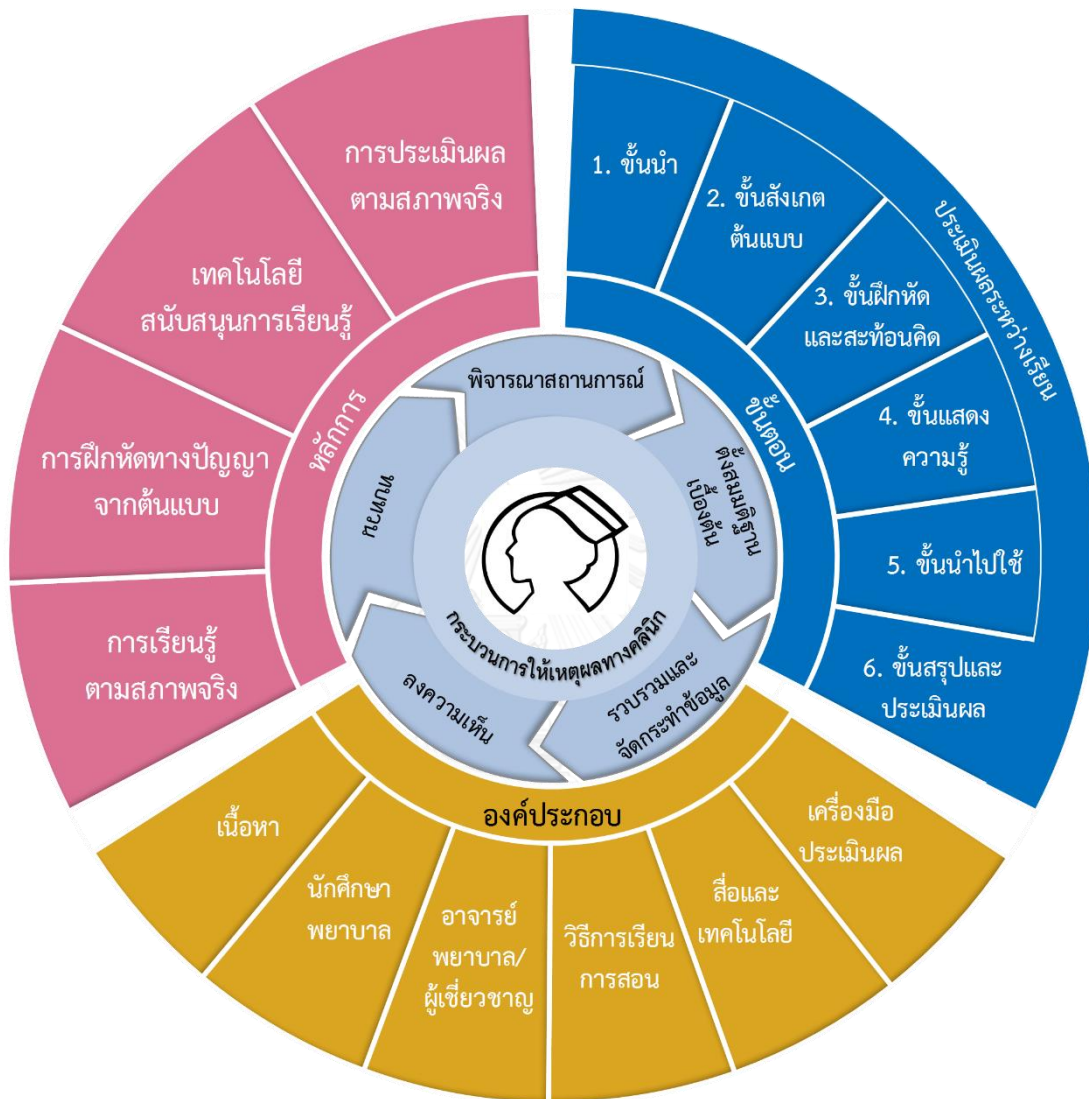 หลักการ
การประเมินผล
ตามสภาพจริง
เทคโนโลยี
สนับสนุนการเรียนรู้
การฝึกหัดทางปัญญา
จากต้นแบบ
การเรียนรู้
ตามสภาพจริง
ขั้นตอน
1. ขั้นนำ
2. ขั้นสังเกต
ต้นแบบ
3. ขั้นฝึกหัด
และสะท้อนคิด
4. ขั้นแสดง
ความรู้
5. ขั้นนำไปใช้
6. ขั้นสรุปและ
ประเมินผล
ประเมินผลระหว่างเรียน
พิจารณาสถานการณ์
ตั้งสมมติฐาน
เบื้องต้น
รวบรวมและ
จัดกระทำข้อมูล
ลงความเห็น
ทบทวน
กระบวนการให้เหตุผลทางคลินิก
องค์ประกอบ
เนื้อหา
นักศึกษา
พยาบาล
อาจารย์
พยาบาล/
ผู้เชี่ยวชาญ
วิธีการเรียน
การสอน
สื่อและ
เทคโนโลยี
เครื่องมือ
ประเมินผล